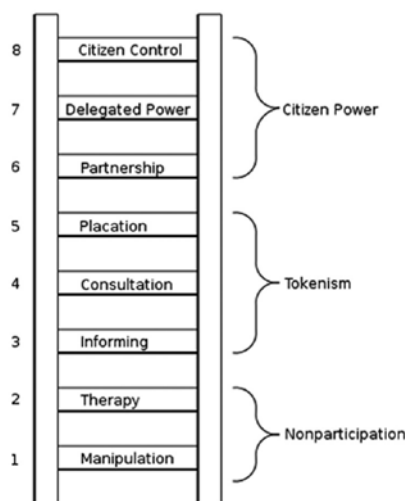 8 Citizen Control
7 Delegated Power
Citizen Power
6 Partnership
5 Placation
4 Consultation
Tokenism
3 Informing
2 Therapy
Nonparticipation
1 Manipulation